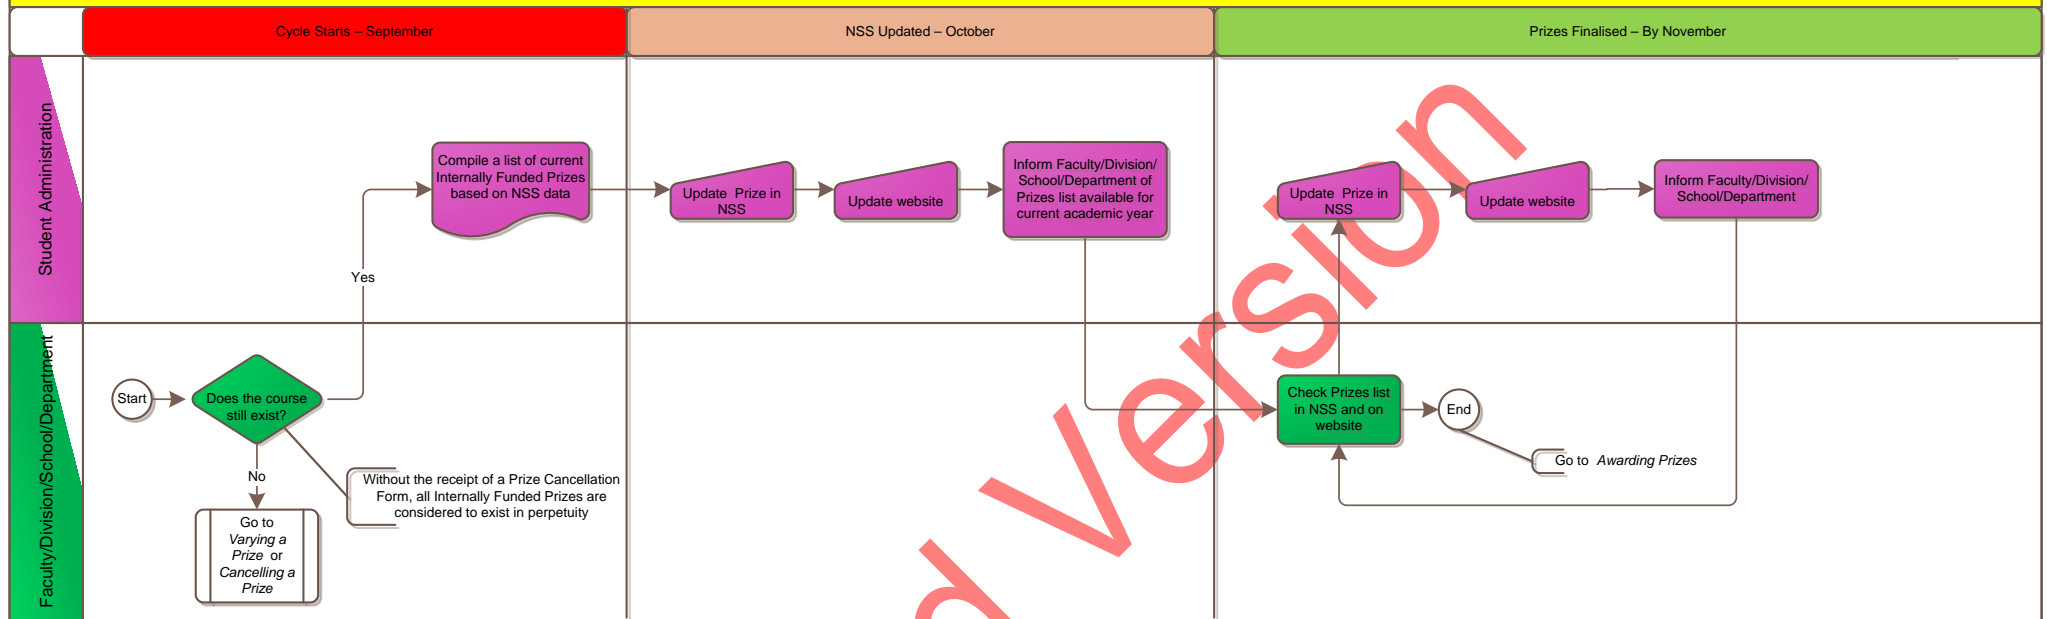 Cycle Starts – September
NSS Updated – October
Prizes Finalised – By November
Student Administration
Compile a list of current
Internally Funded Prizes
based on NSS data
Update Prize in
NSS
Update website
Inform Faculty/Division/
School/Department of
Prizes list available for
current academic year
Update Prize in
NSS
Update website
Inform Faculty/Division/
School/Department
Yes
Faculty/Division/School/Department
Start
Does the course
still exist?
No
Go to
Varying a
Prize or
Cancelling a
Prize
Without the receipt of a Prize Cancellation
Form, all Internally Funded Prizes are
considered to exist in perpetuity
Check Prizes list
in NSS and on
website
End
Go to Awarding Prizes
d Version